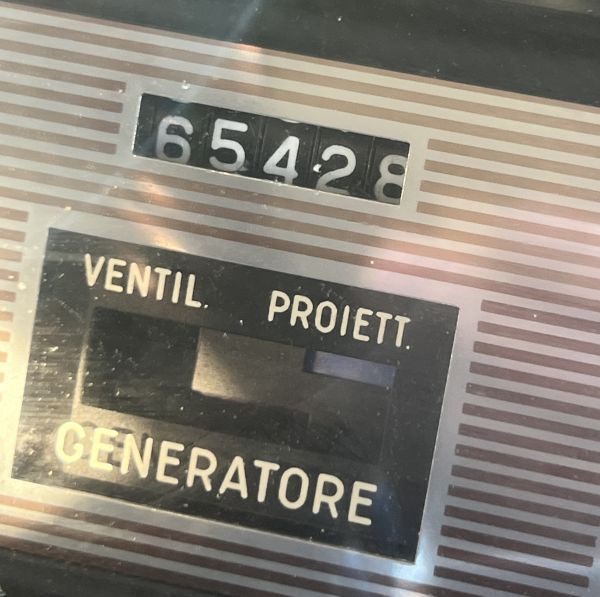 65428
VENTIL. PROIETT.
GENERATORE